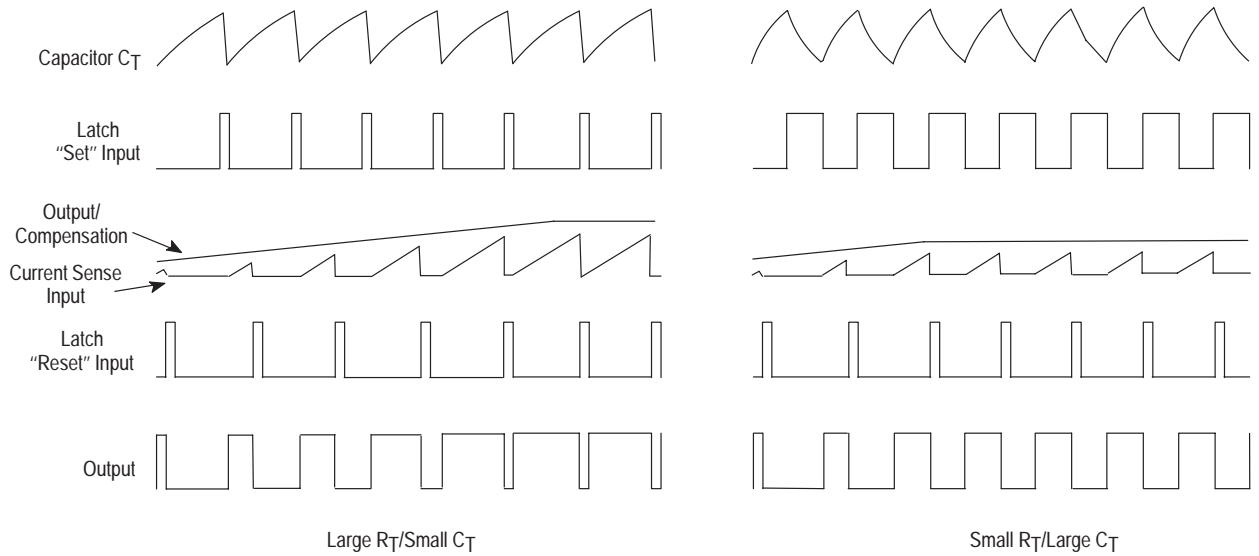 Capacitor CT
Latch
“Set” Input
Output/
Compensation
Current Sense
Input
Latch
“Reset” Input
Output
Large RT/Small CT
Small RT/Large CT